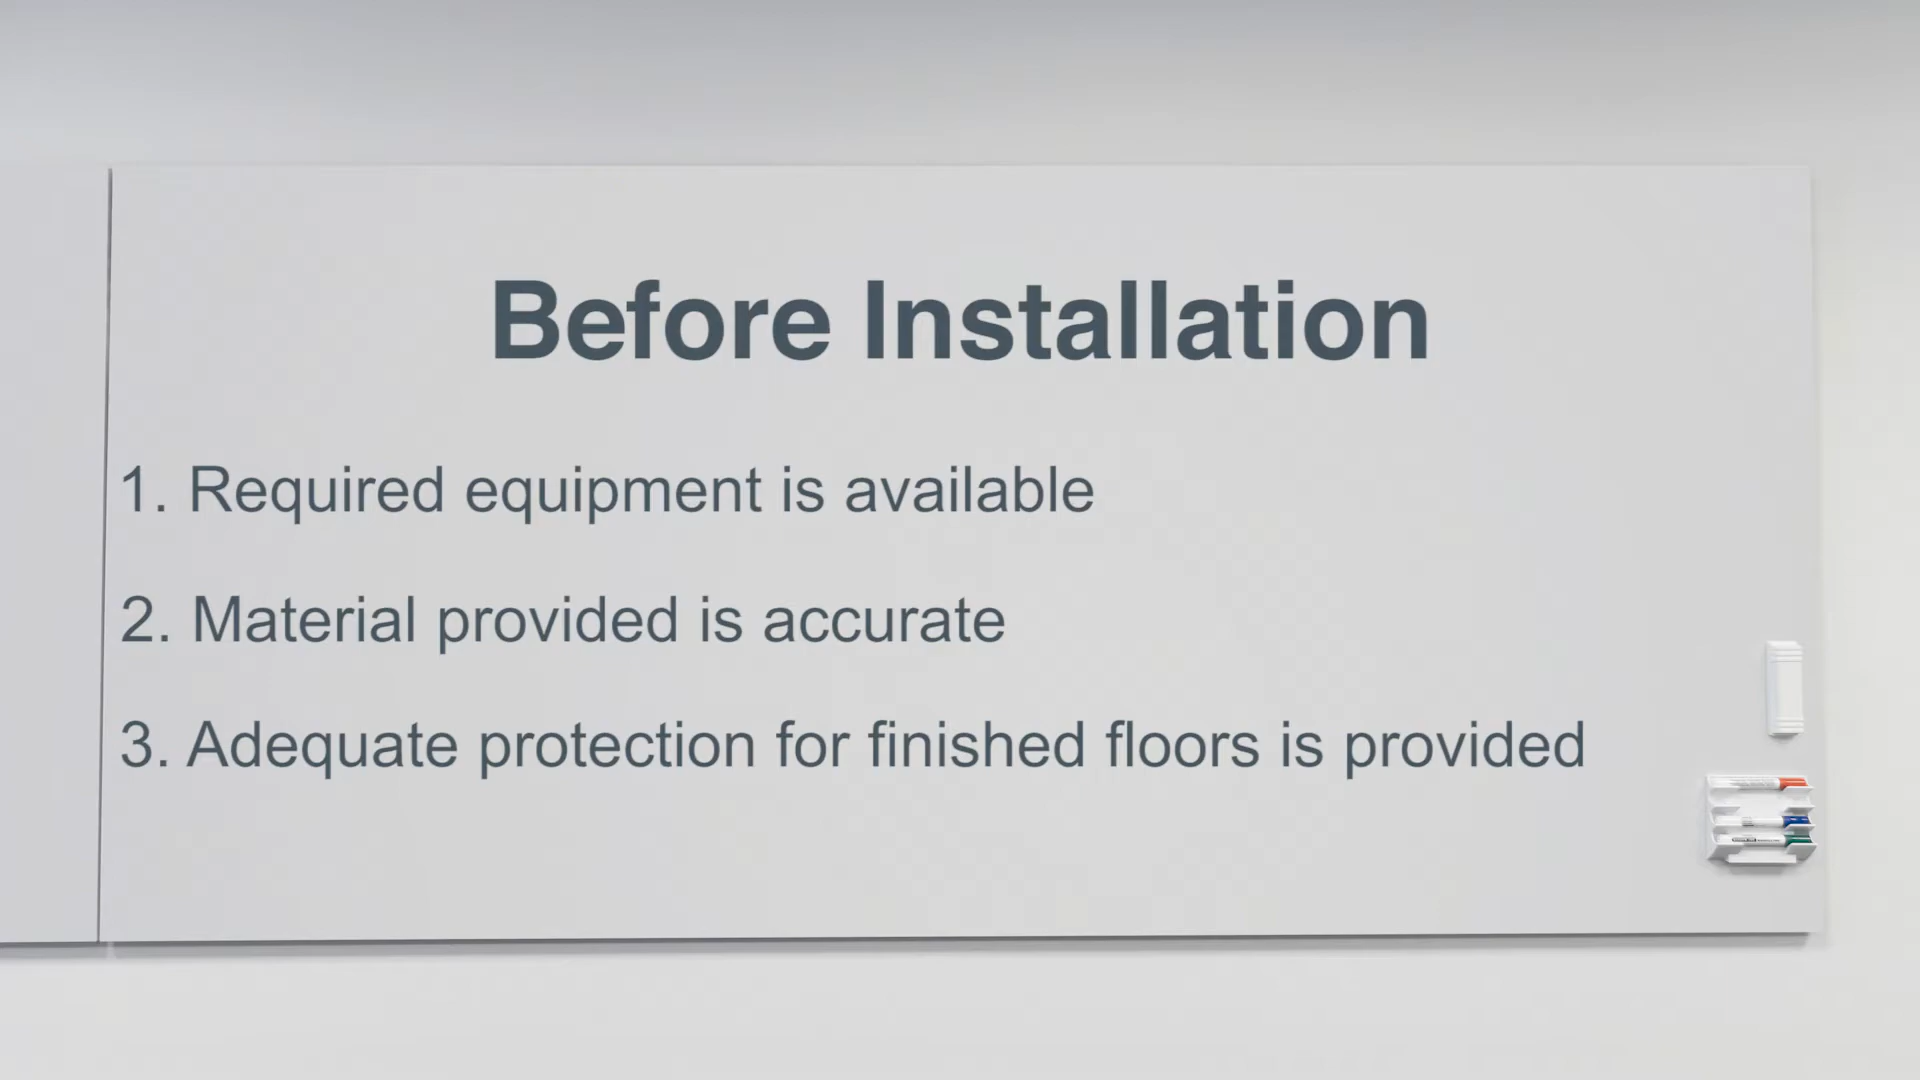 Before Installation
1. Required equipment is available
2. Material provided is accurate
3. Adequate protection for finished floors is provided